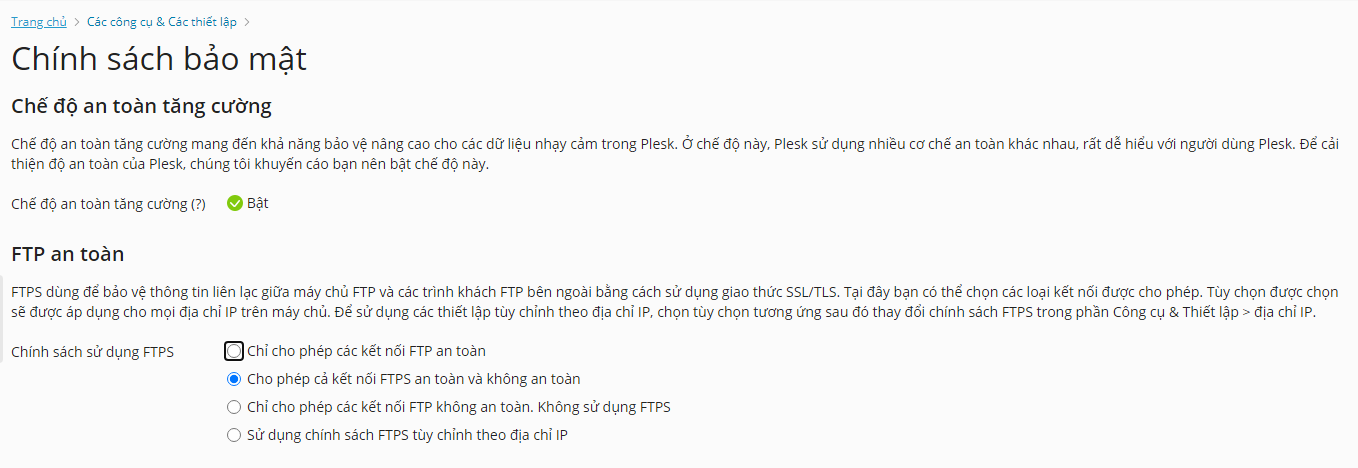 Trang chủ > Các công cụ & Các thiết lập >
Chính sách bảo mật
Chế độ an toàn tăng cường
Chế độ an toàn tăng cường mang đến khả năng bảo vệ nâng cao cho các dữ liệu nhạy cảm trong Plesk. Ở chế độ này, Plesk sử dụng nhiều cơ chế an toàn khác nhau, rất dễ hiểu với người dùng Plesk. Để cải
thiện độ an toàn của Plesk, chúng tôi khuyến cáo bạn nên bật chế độ này.
Chế độ an toàn tăng cường (?) Bật
FTP an toàn
FTPS dùng để bảo vệ thông tin liên lạc giữa máy chủ FTP và các trình khách FTP bên ngoài bằng cách sử dụng giao thức SSL/TLS. Tại đây bạn có thể chọn các loại kết nối được cho phép. Tùy chọn được chọn
sẽ được áp dụng cho mọi địa chỉ IP trên máy chủ. Để sử dụng các thiết lập tùy chỉnh theo địa chỉ IP, chọn tùy chọn tương ứng sau đó thay đổi chính sách FTPS trong phần Công cụ & Thiết lập > địa chỉ IP.
Chính sách sử dụng FTPS Chỉ cho phép các kết nối FTP an toàn
Cho phép cả kết nối FTPS an toàn và không an toàn
Chỉ cho phép các kết nối FTP không an toàn. Không sử dụng FTPS
Sử dụng chính sách FTPS tùy chỉnh theo địa chỉ IP